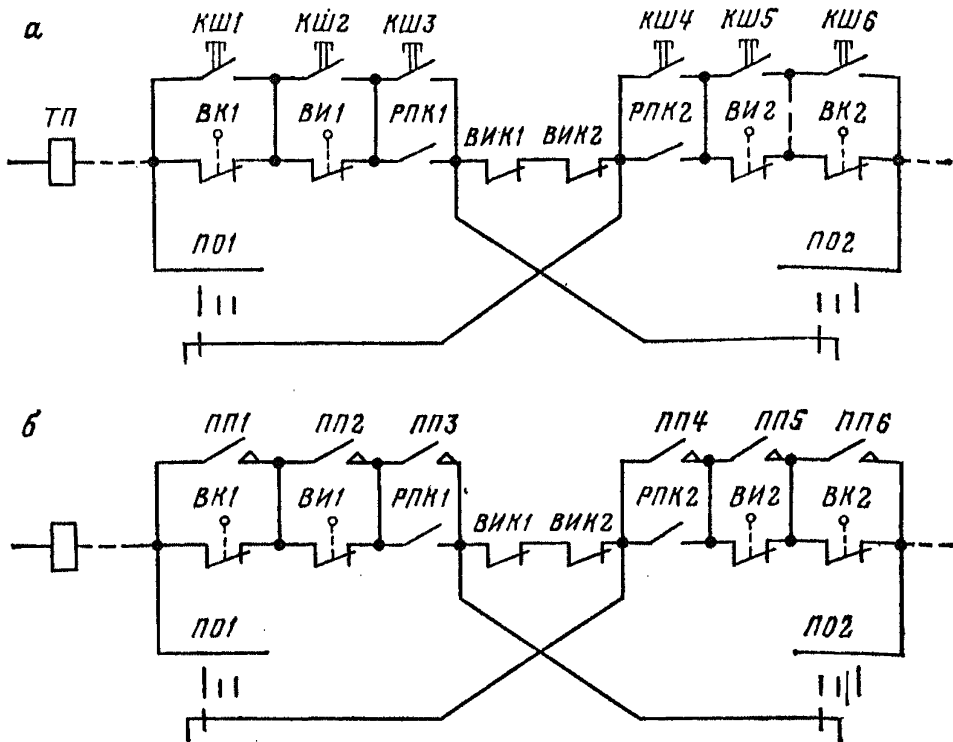 а
КШ1 КШ2 КШ3 КШ4 КШ5 КШ6
ТП ВК1 ВИ1 РПК1 ВИК1 ВИК2 РПК2 ВИ2 ВК2
ПО1 ПО2
б
ПП1 ПП2 ПП3 ПП4 ПП5 ПП6
ВК1 ВИ1 РПК1 ВИК1 ВИК2 РПК2 ВИ2 ВК2
ПО1 ПО2